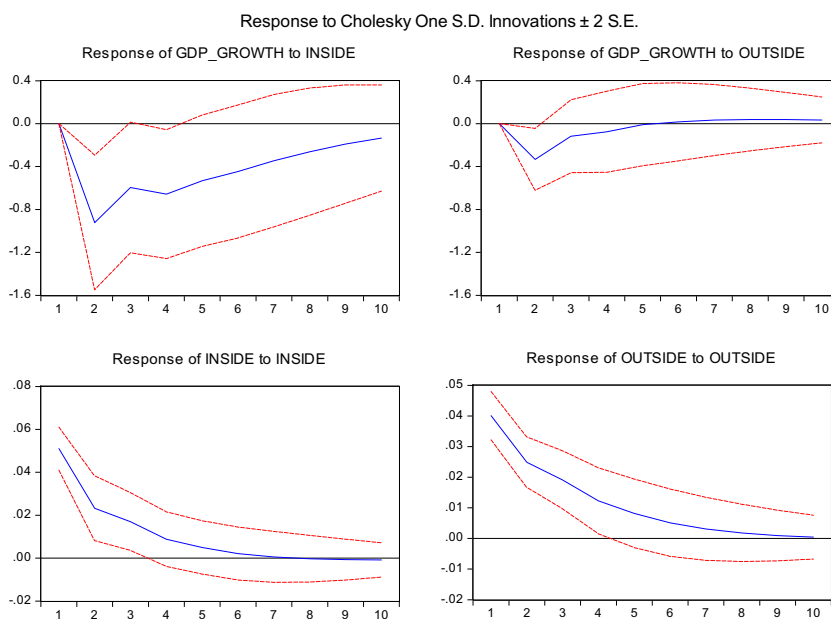 Response to Cholesky One S.D. Innovations ± 2 S.E.
Response of GDP_GROWTH to INSIDE
0.4
0.0
-0.4
-0.8
-1.2
-1.6
1 2 3 4 5 6 7 8 9 10
Response of GDP_GROWTH to OUTSIDE
0.4
0.0
-0.4
-0.8
-1.2
-1.6
1 2 3 4 5 6 7 8 9 10
Response of INSIDE to INSIDE
.08
.06
.04
.02
.00
-.02
1 2 3 4 5 6 7 8 9 10
Response of OUTSIDE to OUTSIDE
.05
.04
.03
.02
.01
.00
-.01
-.02
1 2 3 4 5 6 7 8 9 10